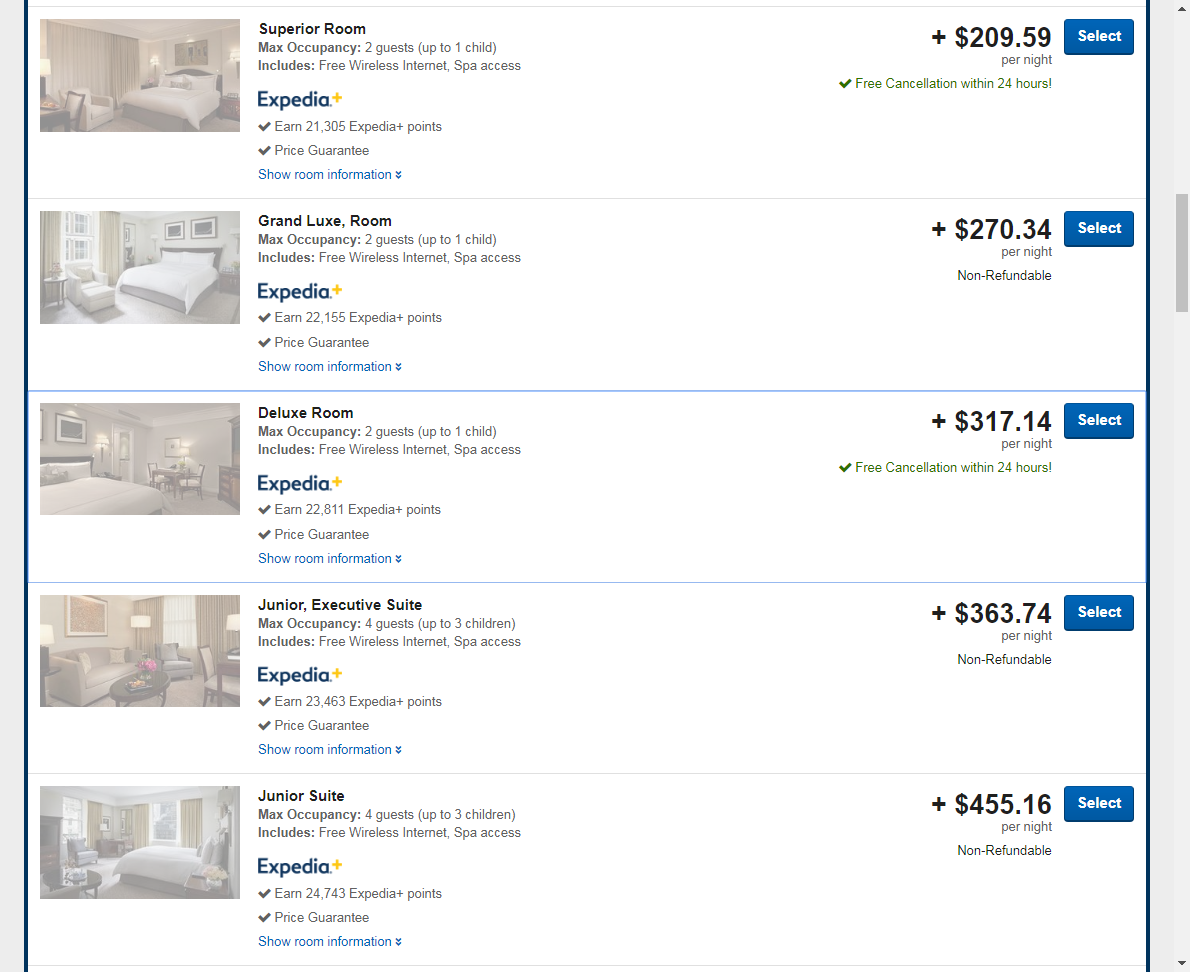 Superior Room
Max Occupancy: 2 guests (up to 1 child)
Includes: Free Wireless Internet, Spa access
Expedia.+
Earn 21,305 Expedia+ points
Price Guarantee
Show room information
+ $209.59
per night
Free Cancellation within 24 hours!
Select
Grand Luxe, Room
Max Occupancy: 2 guests (up to 1 child)
Includes: Free Wireless Internet, Spa access
Expedia.+
Earn 22,155 Expedia+ points
Price Guarantee
Show room information
+ $270.34
per night
Non-Refundable
Select
Deluxe Room
Max Occupancy: 2 guests (up to 1 child)
Includes: Free Wireless Internet, Spa access
Expedia.+
Earn 22,811 Expedia+ points
Price Guarantee
Show room information
+ $317.14
per night
Free Cancellation within 24 hours!
Select
Junior, Executive Suite
Max Occupancy: 4 guests (up to 3 children)
Includes: Free Wireless Internet, Spa access
Expedia.+
Earn 23,463 Expedia+ points
Price Guarantee
Show room information
+ $363.74
per night
Non-Refundable
Select
Junior Suite
Max Occupancy: 4 guests (up to 3 children)
Includes: Free Wireless Internet, Spa access
Expedia.+
Earn 24,743 Expedia+ points
Price Guarantee
Show room information
+ $455.16
per night
Non-Refundable
Select